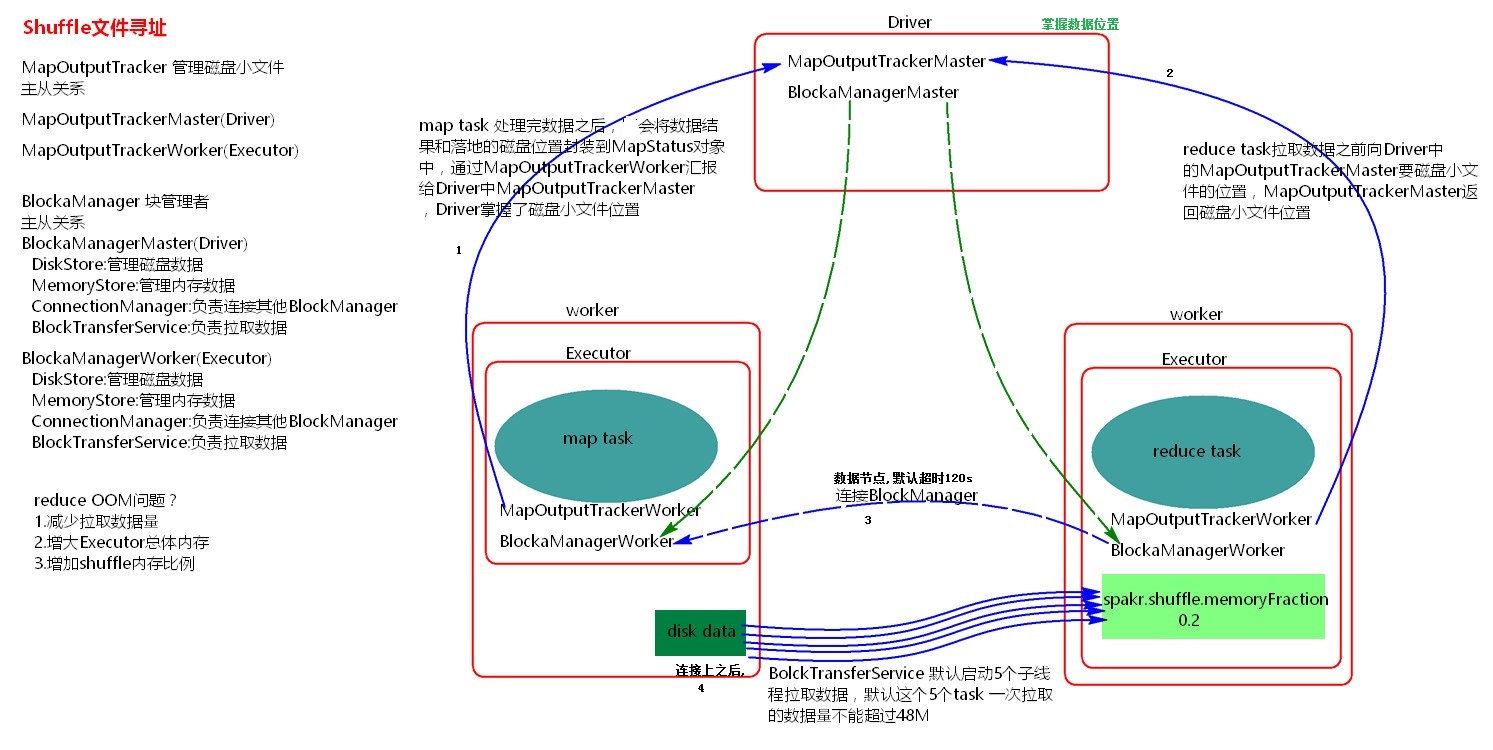 Shuffle文件寻址
MapOutputTracker 管理磁盘小文件
主从关系
MapOutputTrackerMaster(Driver)
MapOutputTrackerWorker(Executor)
BlockaManager 块管理者
主从关系
BlockaManagerMaster(Driver)
DiskStore:管理磁盘数据
MemoryStore:管理内存数据
ConnectionManager:负责连接其他BlockManager
BlockTransferService:负责拉取数据
BlockaManagerWorker(Executor)
DiskStore:管理磁盘数据
MemoryStore:管理内存数据
ConnectionManager:负责连接其他BlockManager
BlockTransferService:负责拉取数据
reduce OOM问题？
1.减少拉取数据量
2.增大Executor总体内存
3.增加shuffle内存比例
Driver
掌握数据位置
MapOutputTrackerMaster
BlockaManagerMaster
map task 处理完数据之后，会将数据结
果和落地的磁盘位置封装到MapStatus对象
中，通过MapOutputTrackerWorker汇报
给Driver中MapOutputTrackerMaster
，Driver掌握了磁盘小文件位置
1
2
reduce task拉取数据之前向Driver中
的MapOutputTrackerMaster要磁盘小文
件的位置，MapOutputTrackerMaster返
回磁盘小文件位置
worker
Executor
map task
MapOutputTrackerWorker
BlockaManagerWorker
disk data
连接上之后,
4
数据节点,默认超时120s
连接BlockManager
3
worker
Executor
reduce task
MapOutputTrackerWorker
BlockaManagerWorker
spakr.shuffle.memoryFraction
0.2
BolckTransferService 默认启动5个子线
程拉取数据，默认这个5个task 一次拉取
的数据量不能超过48M